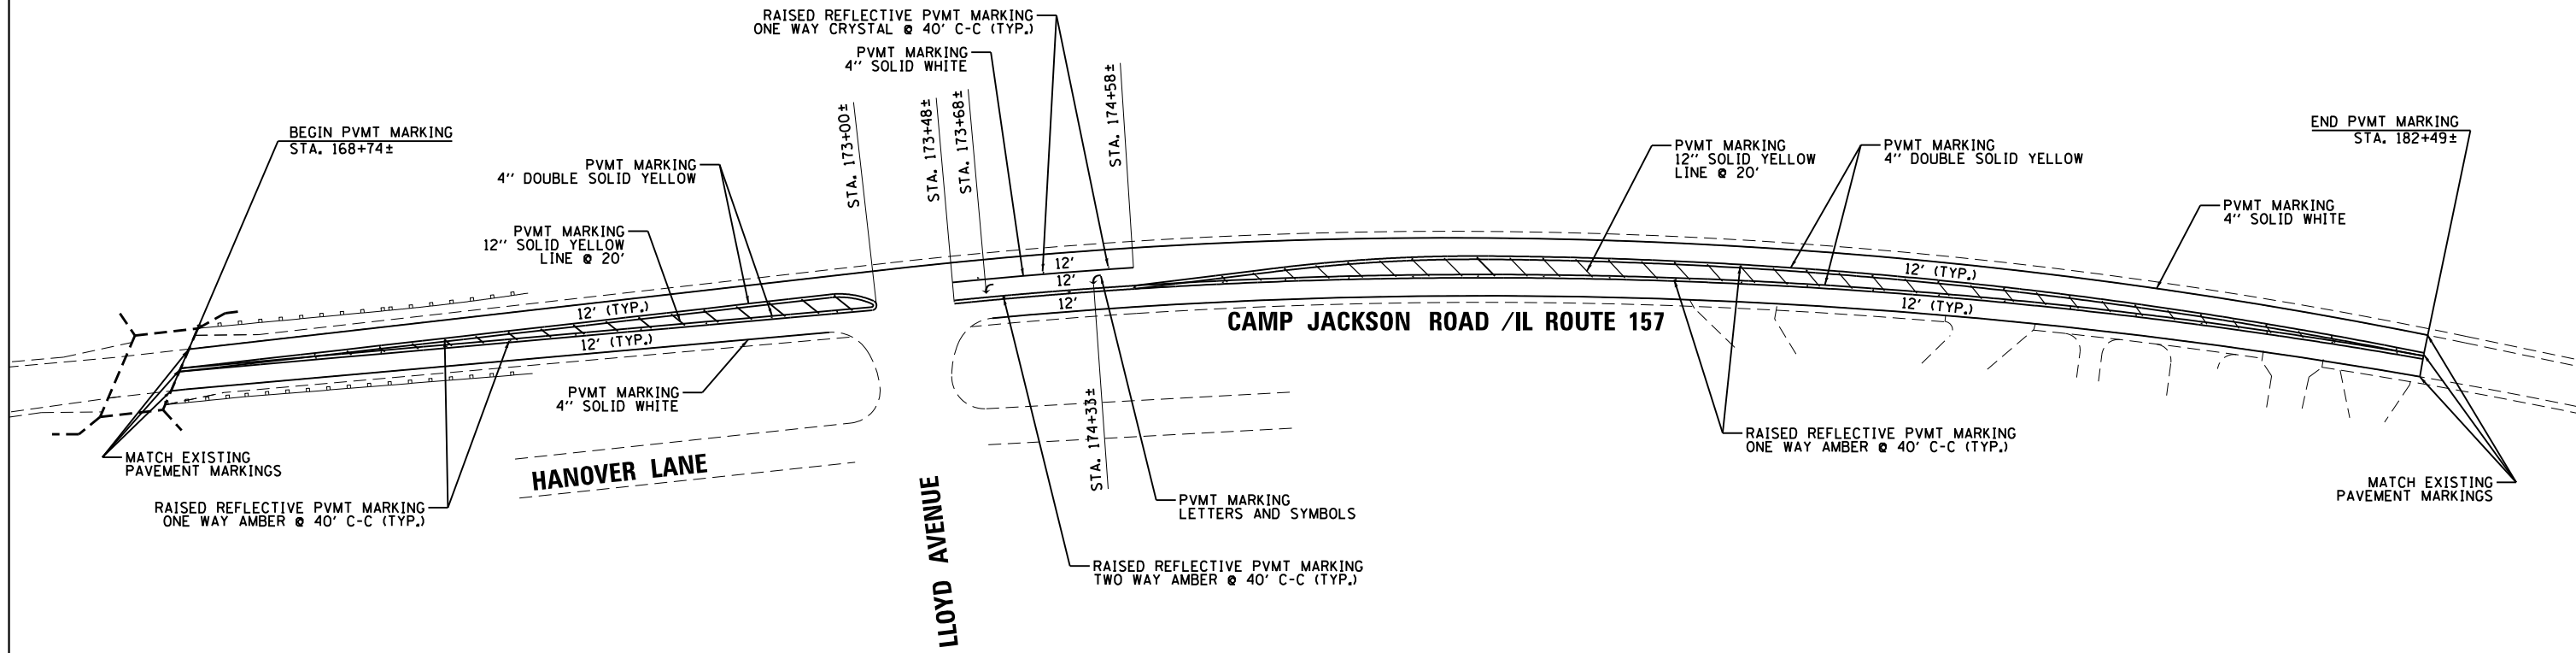 RAISED REFLECTIVE PVMT MARKING
ONE WAY CRYSTAL @ 40' C-C (TYP.)
PVMT MARKING
4" SOLID WHITE
STA. 173+00±
STA. 173+48±
STA. 173+68±
STA. 174+58±
BEGIN PVMT MARKING
STA. 168+74±
PVMT MARKING
4" DOUBLE SOLID YELLOW
PVMT MARKING
12" SOLID YELLOW
LINE @ 20'
PVMT MARKING
12" SOLID YELLOW
LINE @ 20'
PVMT MARKING
4" DOUBLE SOLID YELLOW
END PVMT MARKING
STA. 182+49±
PVMT MARKING
4" SOLID WHITE
12'
12'
12'
12' (TYP.)
12' (TYP.)
12' (TYP.)
12' (TYP.)
CAMP JACKSON ROAD /IL ROUTE 157
PVMT MARKING
4" SOLID WHITE
STA. 174+33±
MATCH EXISTING
PAVEMENT MARKINGS
HANOVER LANE
RAISED REFLECTIVE PVMT MARKING
ONE WAY AMBER @ 40' C-C (TYP.)
LLOYD AVENUE
PVMT MARKING
LETTERS AND SYMBOLS
RAISED REFLECTIVE PVMT MARKING
TWO WAY AMBER @ 40' C-C (TYP.)
RAISED REFLECTIVE PVMT MARKING
ONE WAY AMBER @ 40' C-C (TYP.)
MATCH EXISTING
PAVEMENT MARKINGS